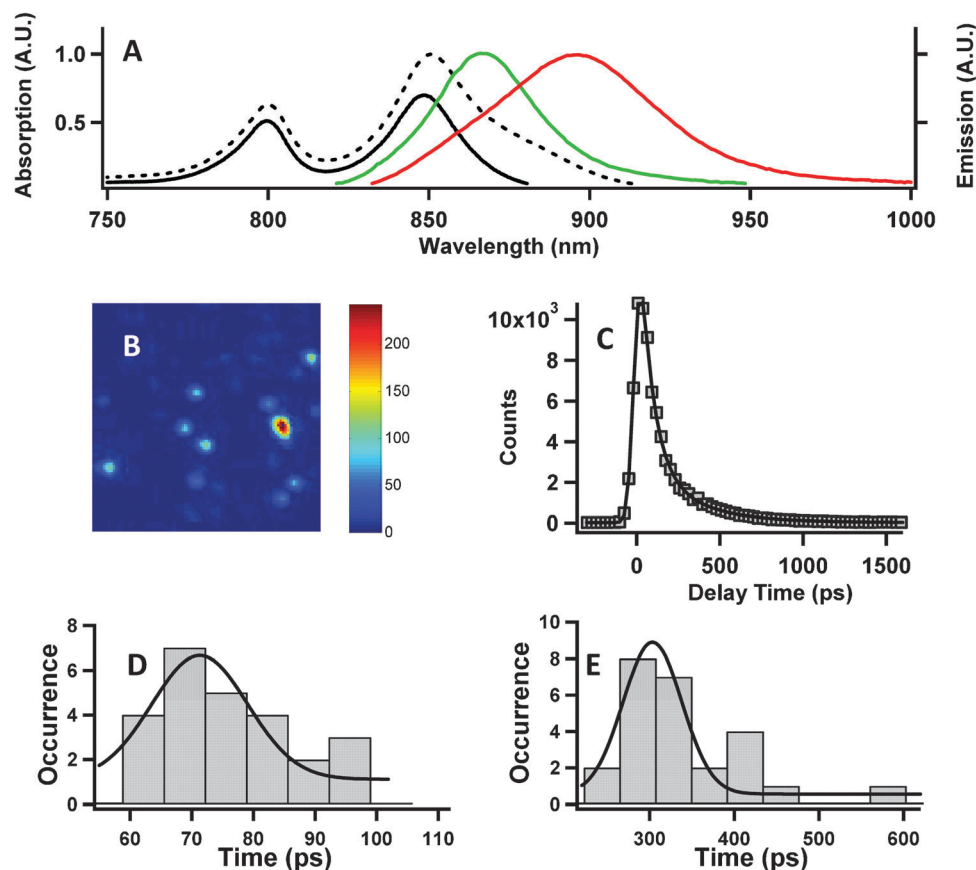 Absorption (A.U.)
1.0
0.5
A
Emission (A.U.)
750 800 850 900 950 1000
Wavelength (nm)
B
200
150
100
50
0
Counts
10x10³
8
6
4
2
0
C
0 500 1000 1500
Delay Time (ps)
Occurrence
8
6
4
2
0
D
60 70 80 90 100 110
Time (ps)
Occurrence
10
8
6
4
2
0
E
300 400 500 600
Time (ps)